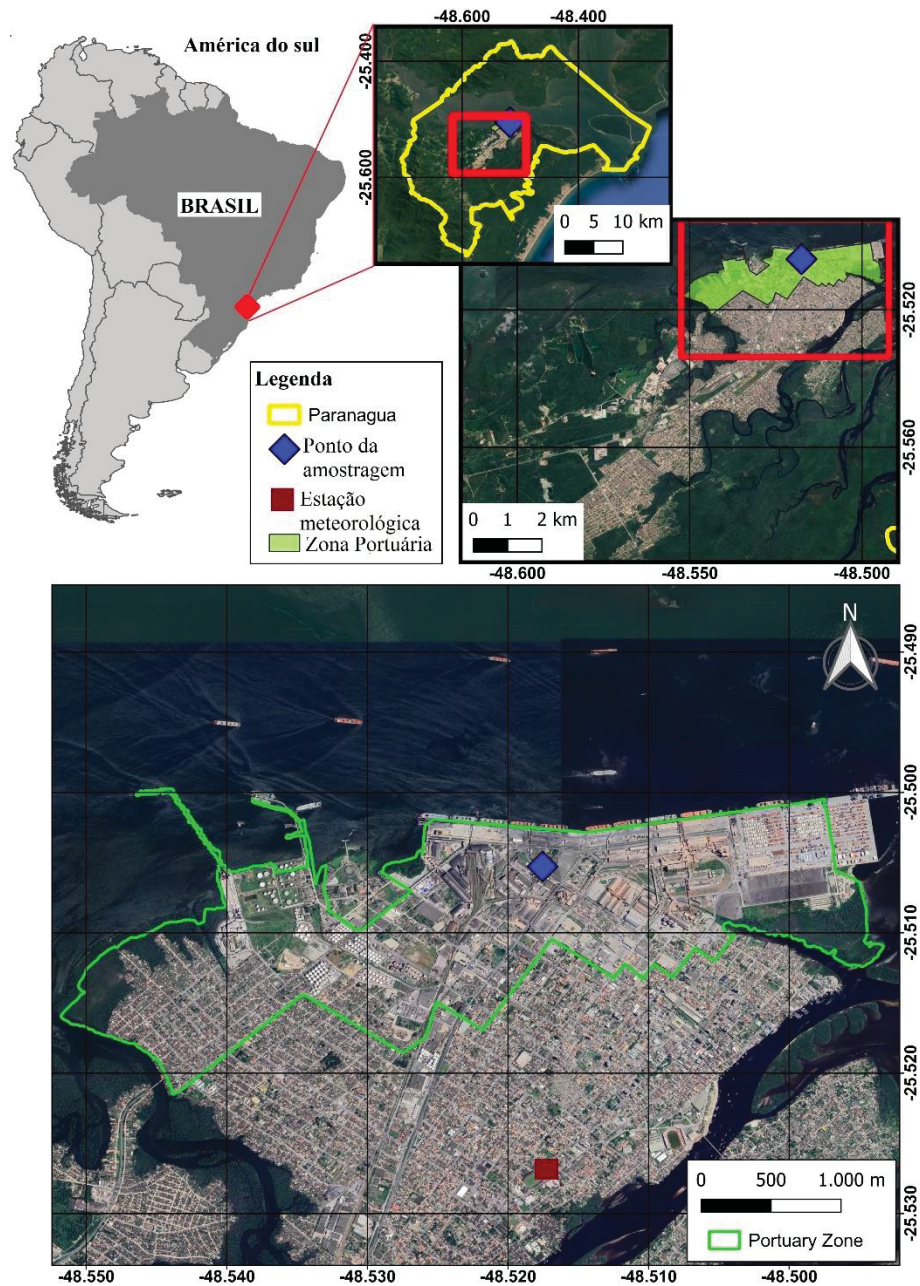 América do sul
BRASIL
-48.600
-48.400
-25.400
-25.600
0 5 10 km
Legenda
Paranagua
Ponto da
amostragem
Estação
meteorológica
Zona Portuária
-25.520
-25.560
0 1 2 km
-48.600
-48.550
-48.500
N
-25.490
-25.500
-25.510
-25.520
-25.530
0 500 1.000 m
Portuary Zone
-48.550
-48.540
-48.530
-48.520
-48.510
-48.500